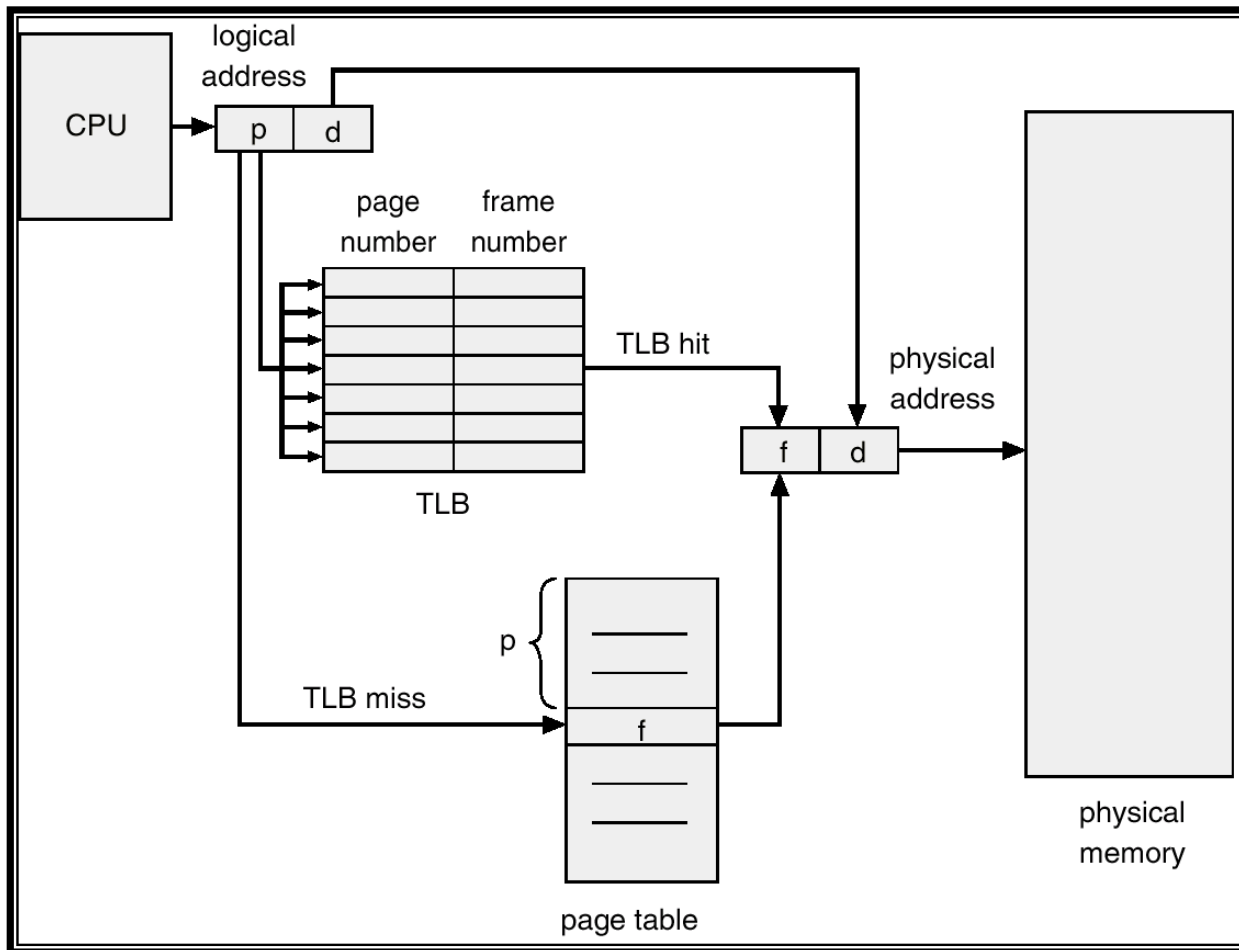 logical
address
CPU
p
d
page
number
frame
number
TLB hit
physical
address
f
d
TLB
p
TLB miss
f
physical
memory
page table